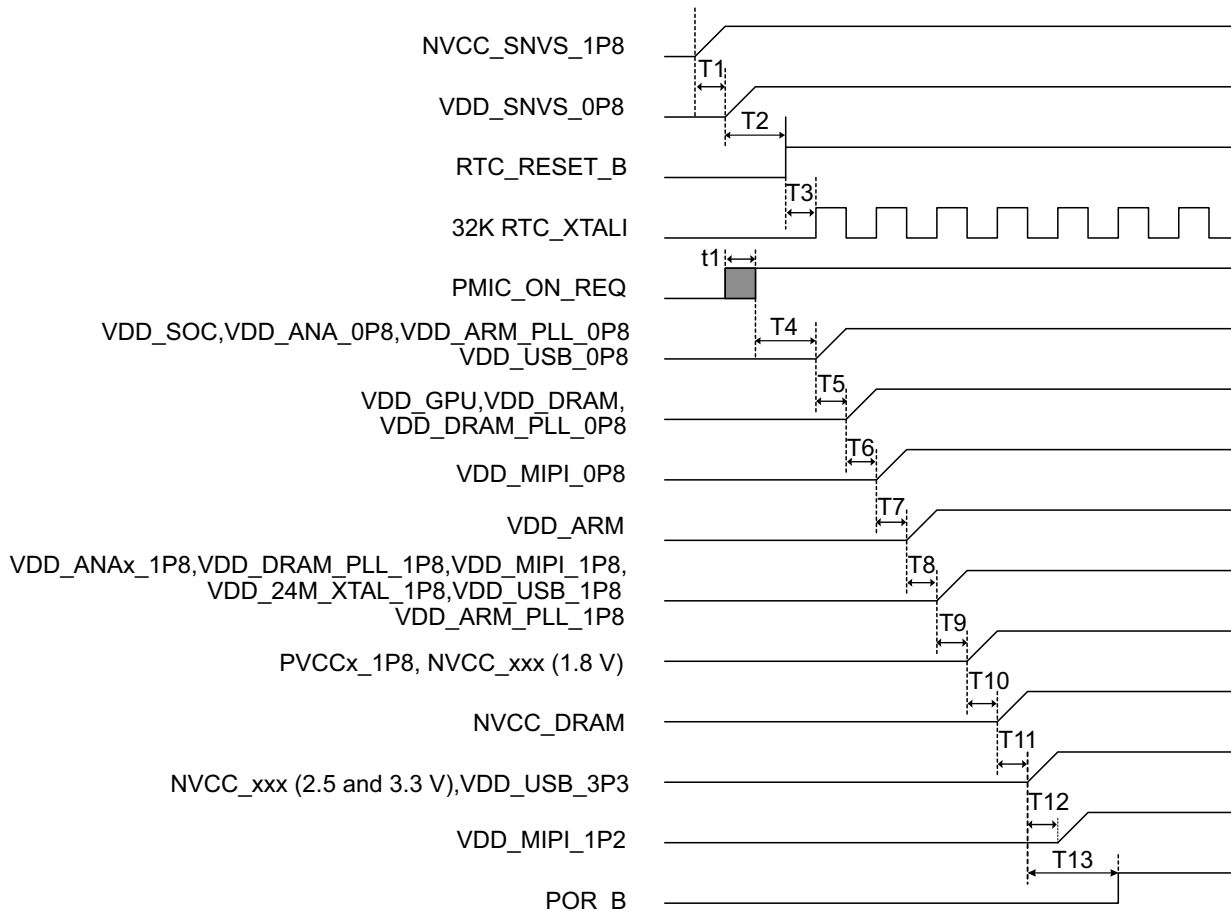 NVCC_SNVS_1P8
T1
VDD_SNVS_0P8
T2
RTC_RESET_B
T3
32K RTC_XTALI
t1
PMIC_ON_REQ
T4
VDD_SOC,VDD_ANA_0P8,VDD_ARM_PLL_0P8
VDD_USB_0P8
T5
VDD_GPU,VDD_DRAM,
VDD_DRAM_PLL_0P8
T6
VDD_MIPI_0P8
T7
VDD_ARM
T8
VDD_ANAx_1P8,VDD_DRAM_PLL_1P8,VDD_MIPI_1P8,
VDD_24M_XTAL_1P8,VDD_USB_1P8
VDD_ARM_PLL_1P8
T9
PVCCx_1P8, NVCC_xxx (1.8 V)
T10
NVCC_DRAM
T11
NVCC_xxx (2.5 and 3.3 V),VDD_USB_3P3
T12
VDD_MIPI_1P2
T13
POR_B